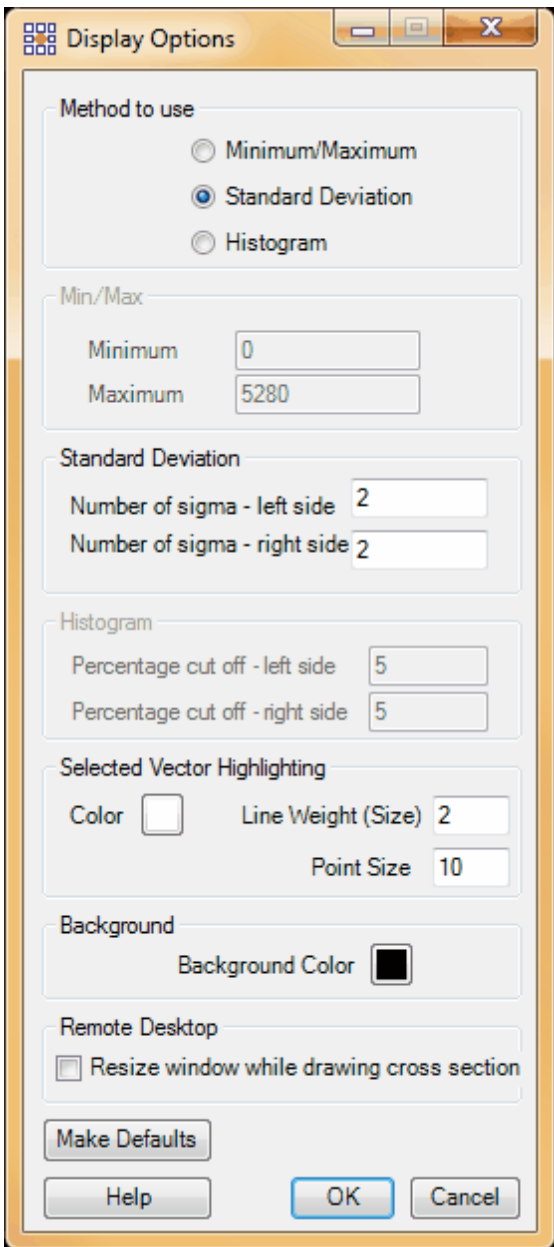 Display Options
Method to use
Minimum/Maximum
Standard Deviation
Histogram
Min/Max
Minimum 0
Maximum 5280
Standard Deviation
Number of sigma - left side 2
Number of sigma - right side 2
Histogram
Percentage cut off - left side 5
Percentage cut off - right side 5
Selected Vector Highlighting
Color Line Weight (Size) 2
Point Size 10
Background
Background Color
Remote Desktop
Resize window while drawing cross section
Make Defaults
Help OK Cancel